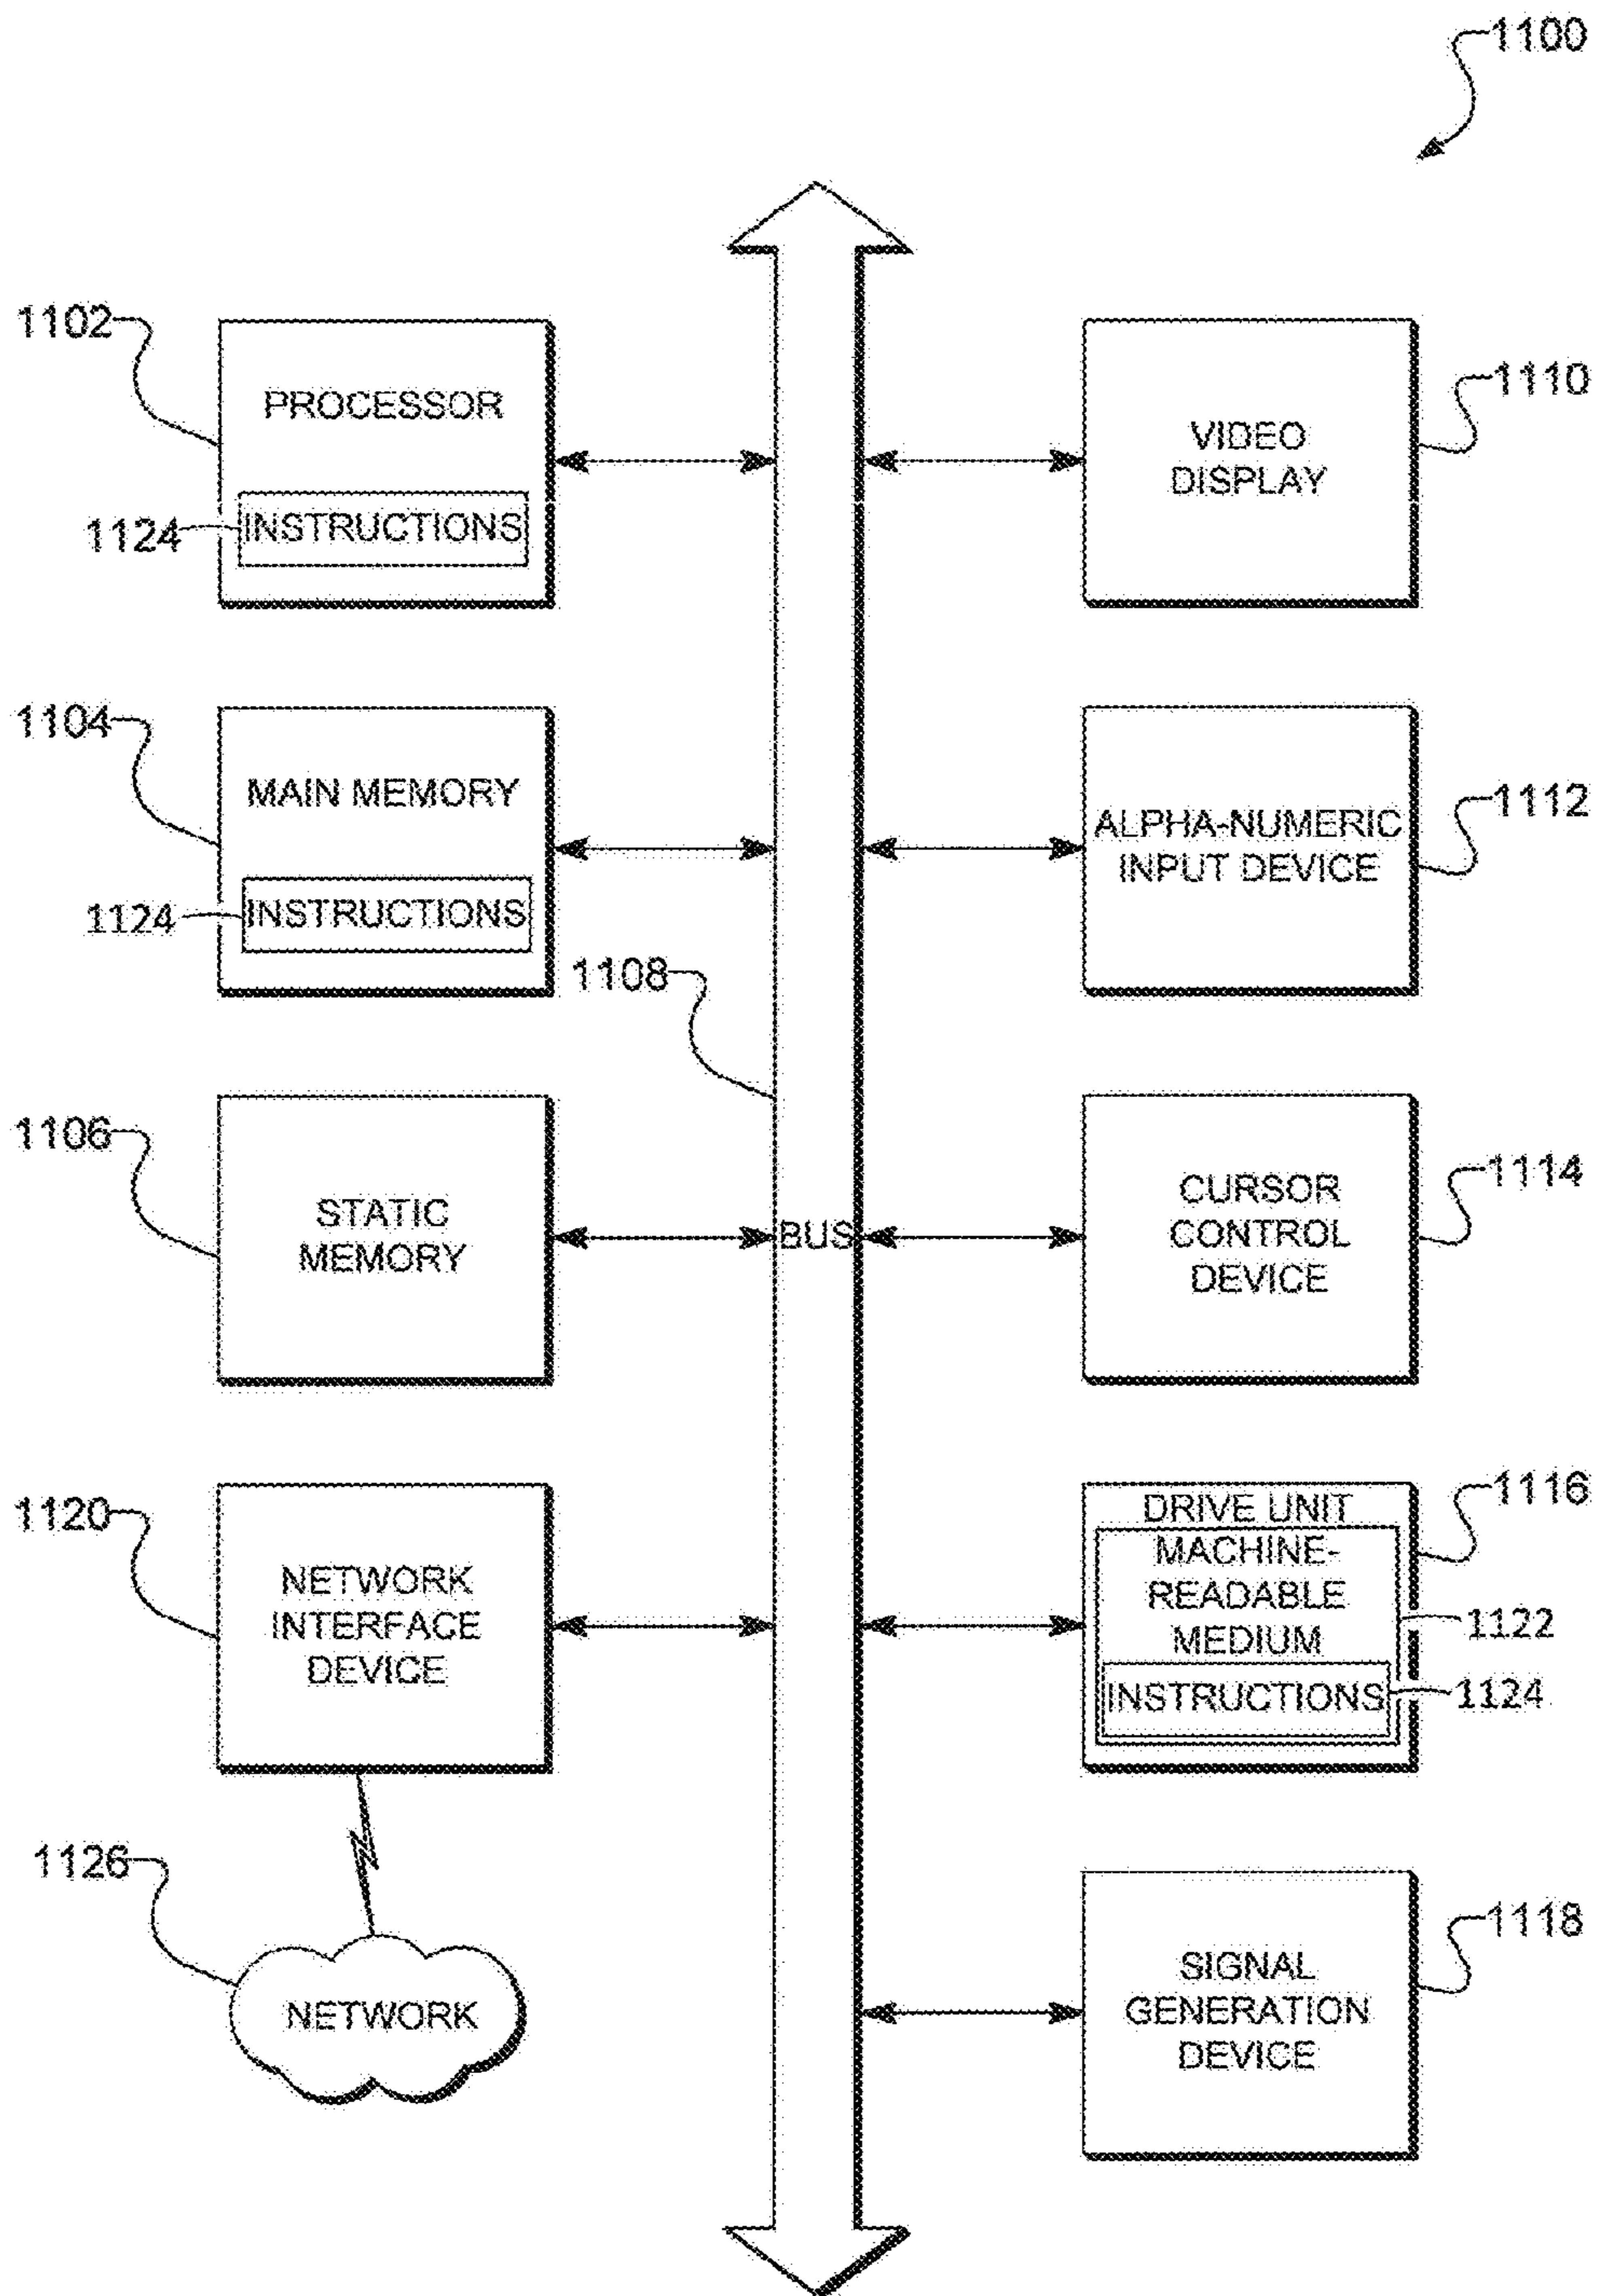 1100
1102
PROCESSOR
1124
INSTRUCTIONS
1110
VIDEO
DISPLAY
1104
MAIN MEMORY
1124
INSTRUCTIONS
1112
ALPHA-NUMERIC
INPUT DEVICE
1108
1106
STATIC
MEMORY
BUS
1114
CURSOR
CONTROL
DEVICE
1120
NETWORK
INTERFACE
DEVICE
1116
DRIVE UNIT
MACHINE-
READABLE
MEDIUM
1122
INSTRUCTIONS
1124
1126
NETWORK
1118
SIGNAL
GENERATION
DEVICE